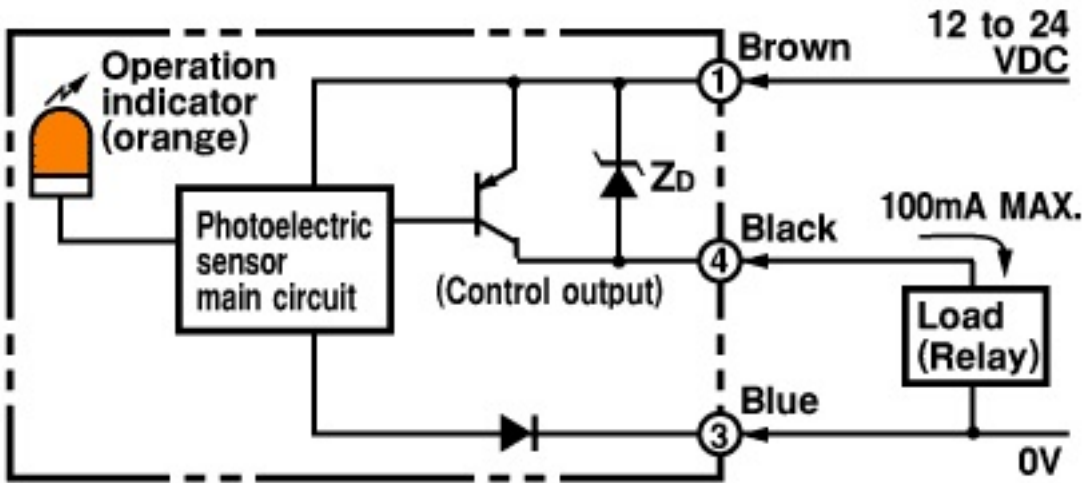 Operation
indicator
(orange)
Photoelectric
sensor
main circuit
(Control output)
ZD
1
Brown
12 to 24
VDC
4
Black
100mA MAX.
Load
(Relay)
3
Blue
0V